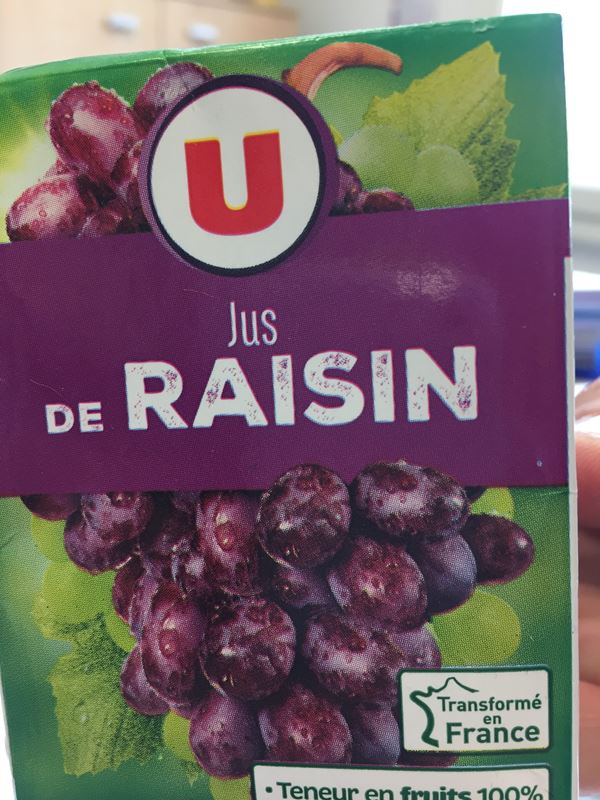 U
Jus
DE RAISIN
Transformé
en
France
• Teneur en fruits 100%